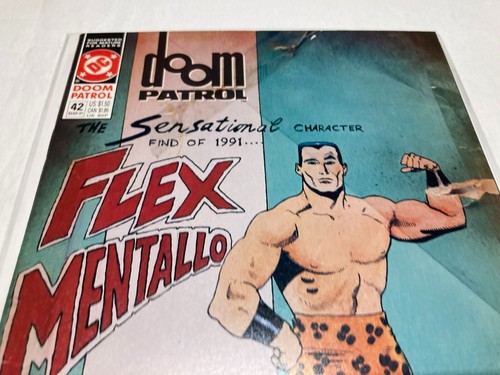 SUGGESTED
FOR MATURE
READERS
DC
DOOM
PATROL
42
US $1.50
CAN $1.85
doom
PATROL
THE Sensational CHARACTER
FIND OF 1991....
FLEX
MENTALLO